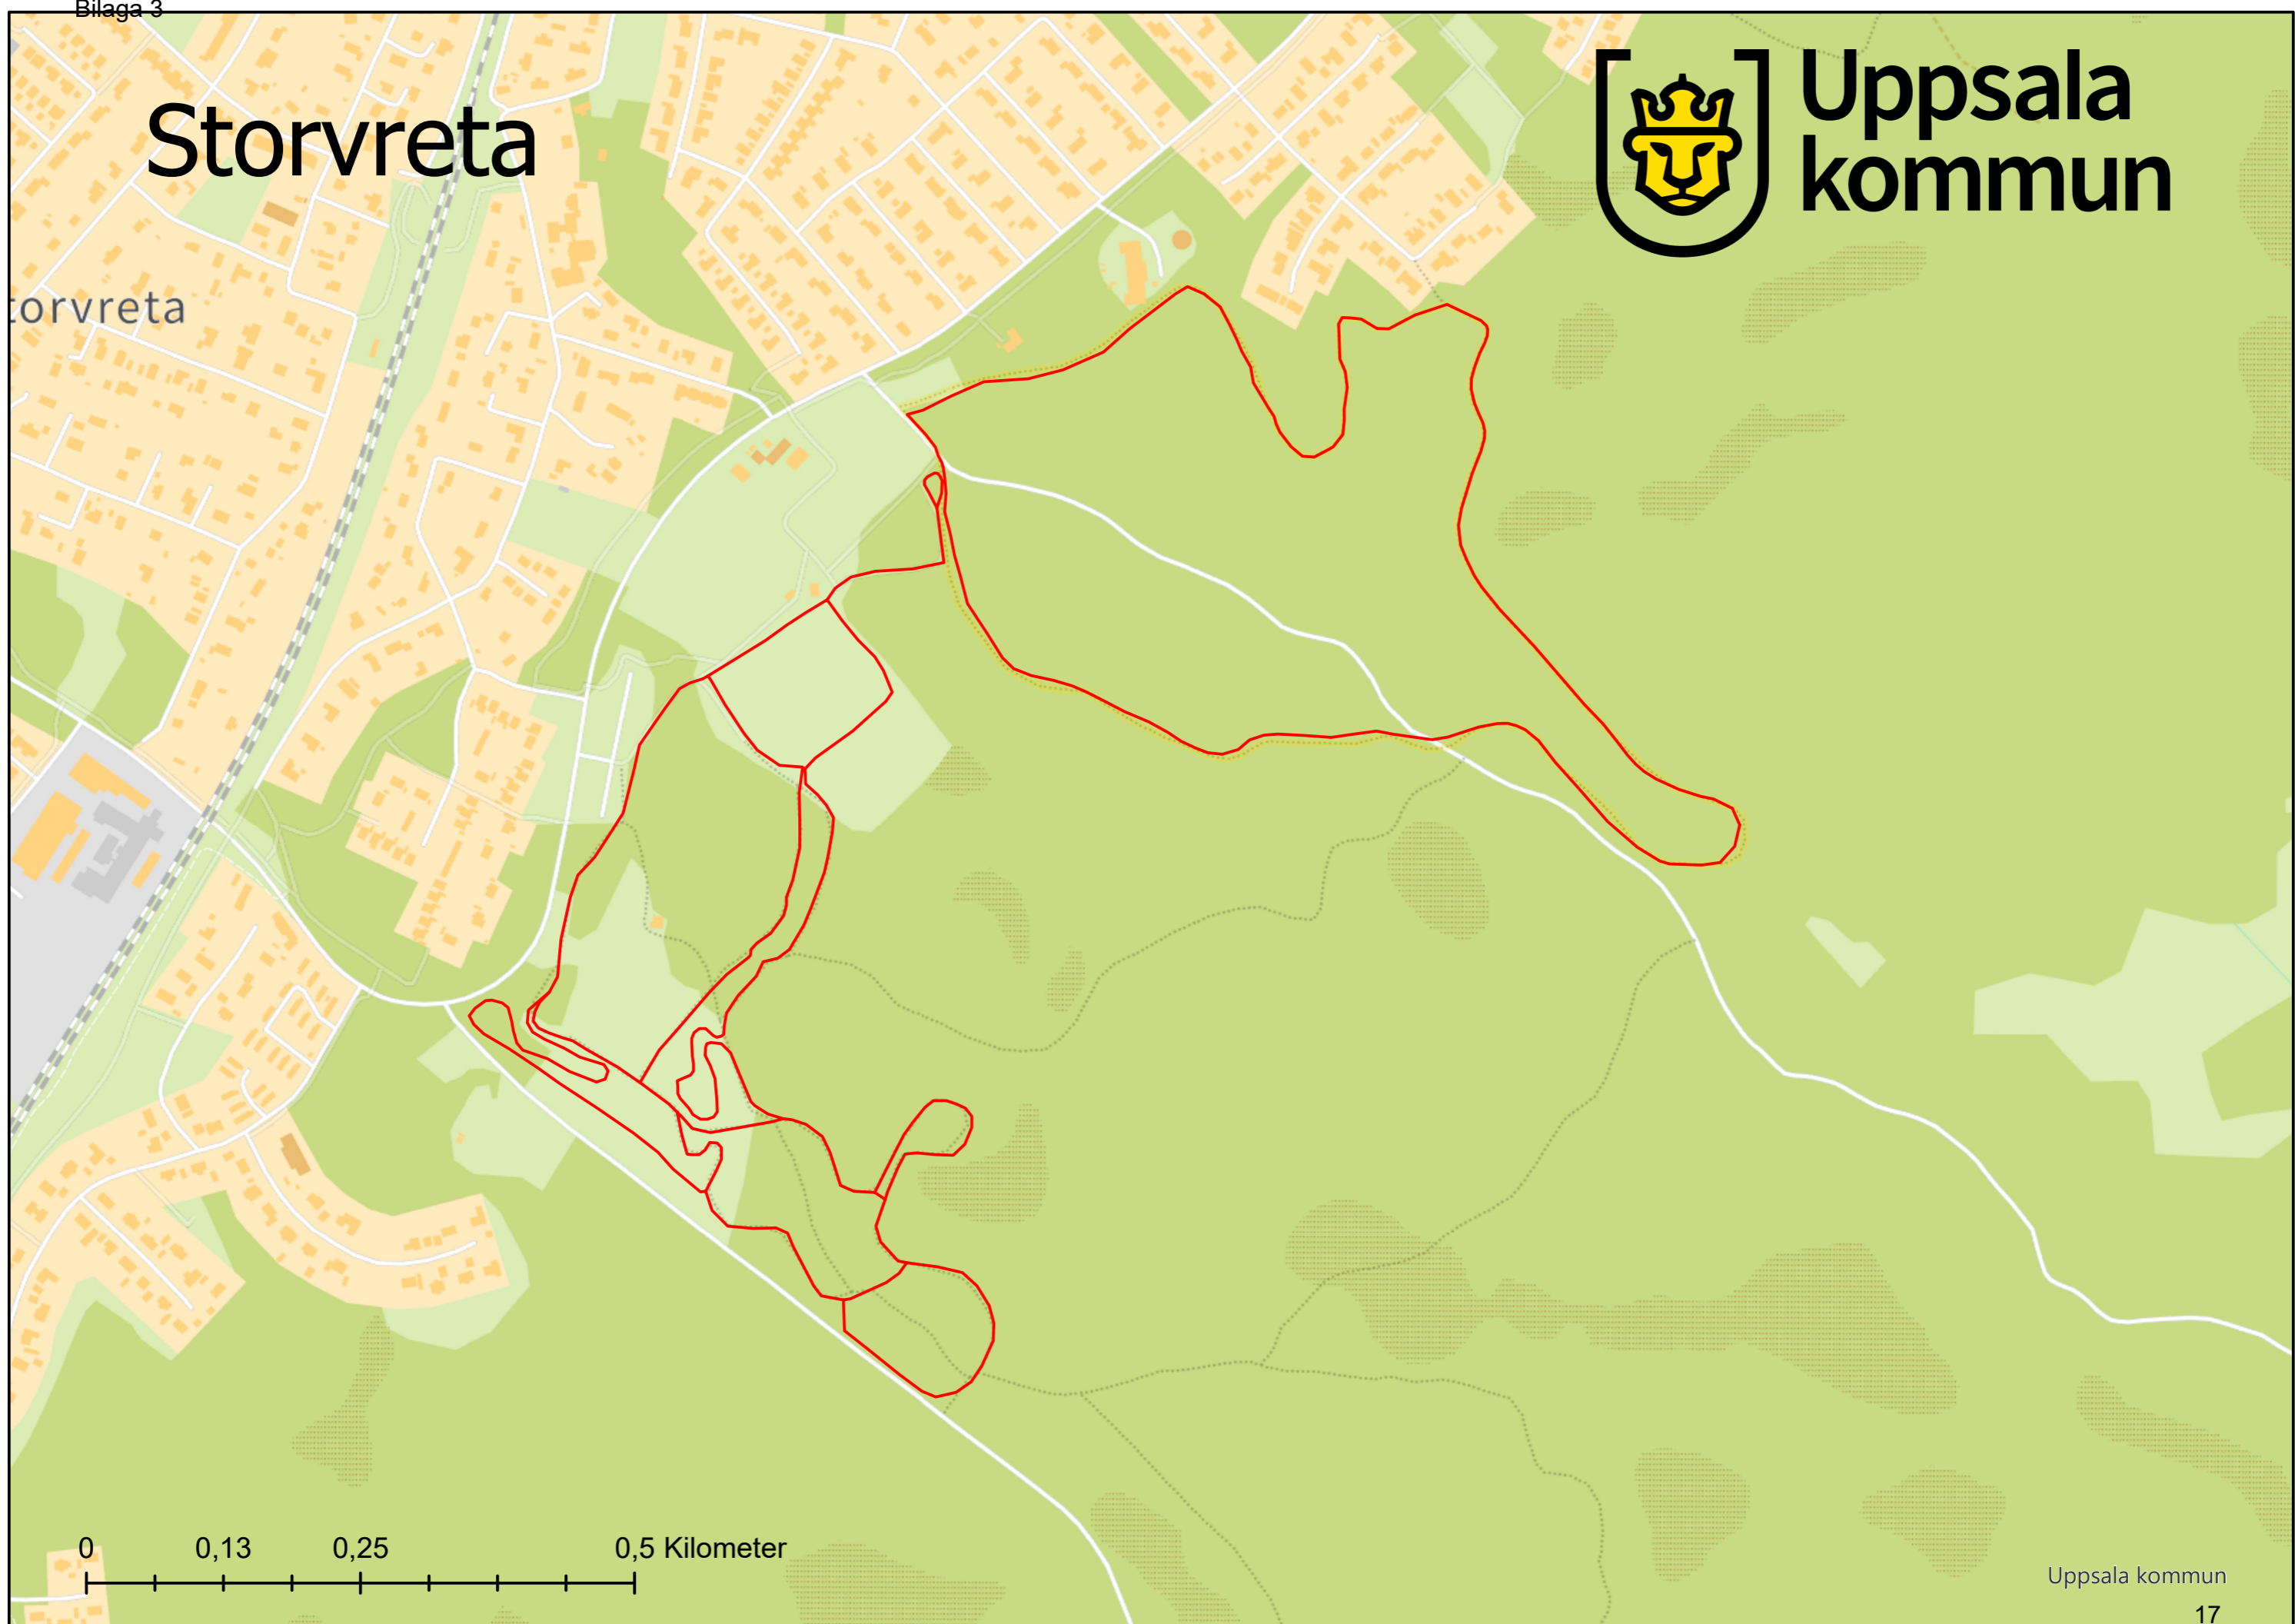 Bilaga 3
Storvreta
Uppsala
kommun
torvreta
0 0,13 0,25 0,5 Kilometer
Uppsala kommun
17